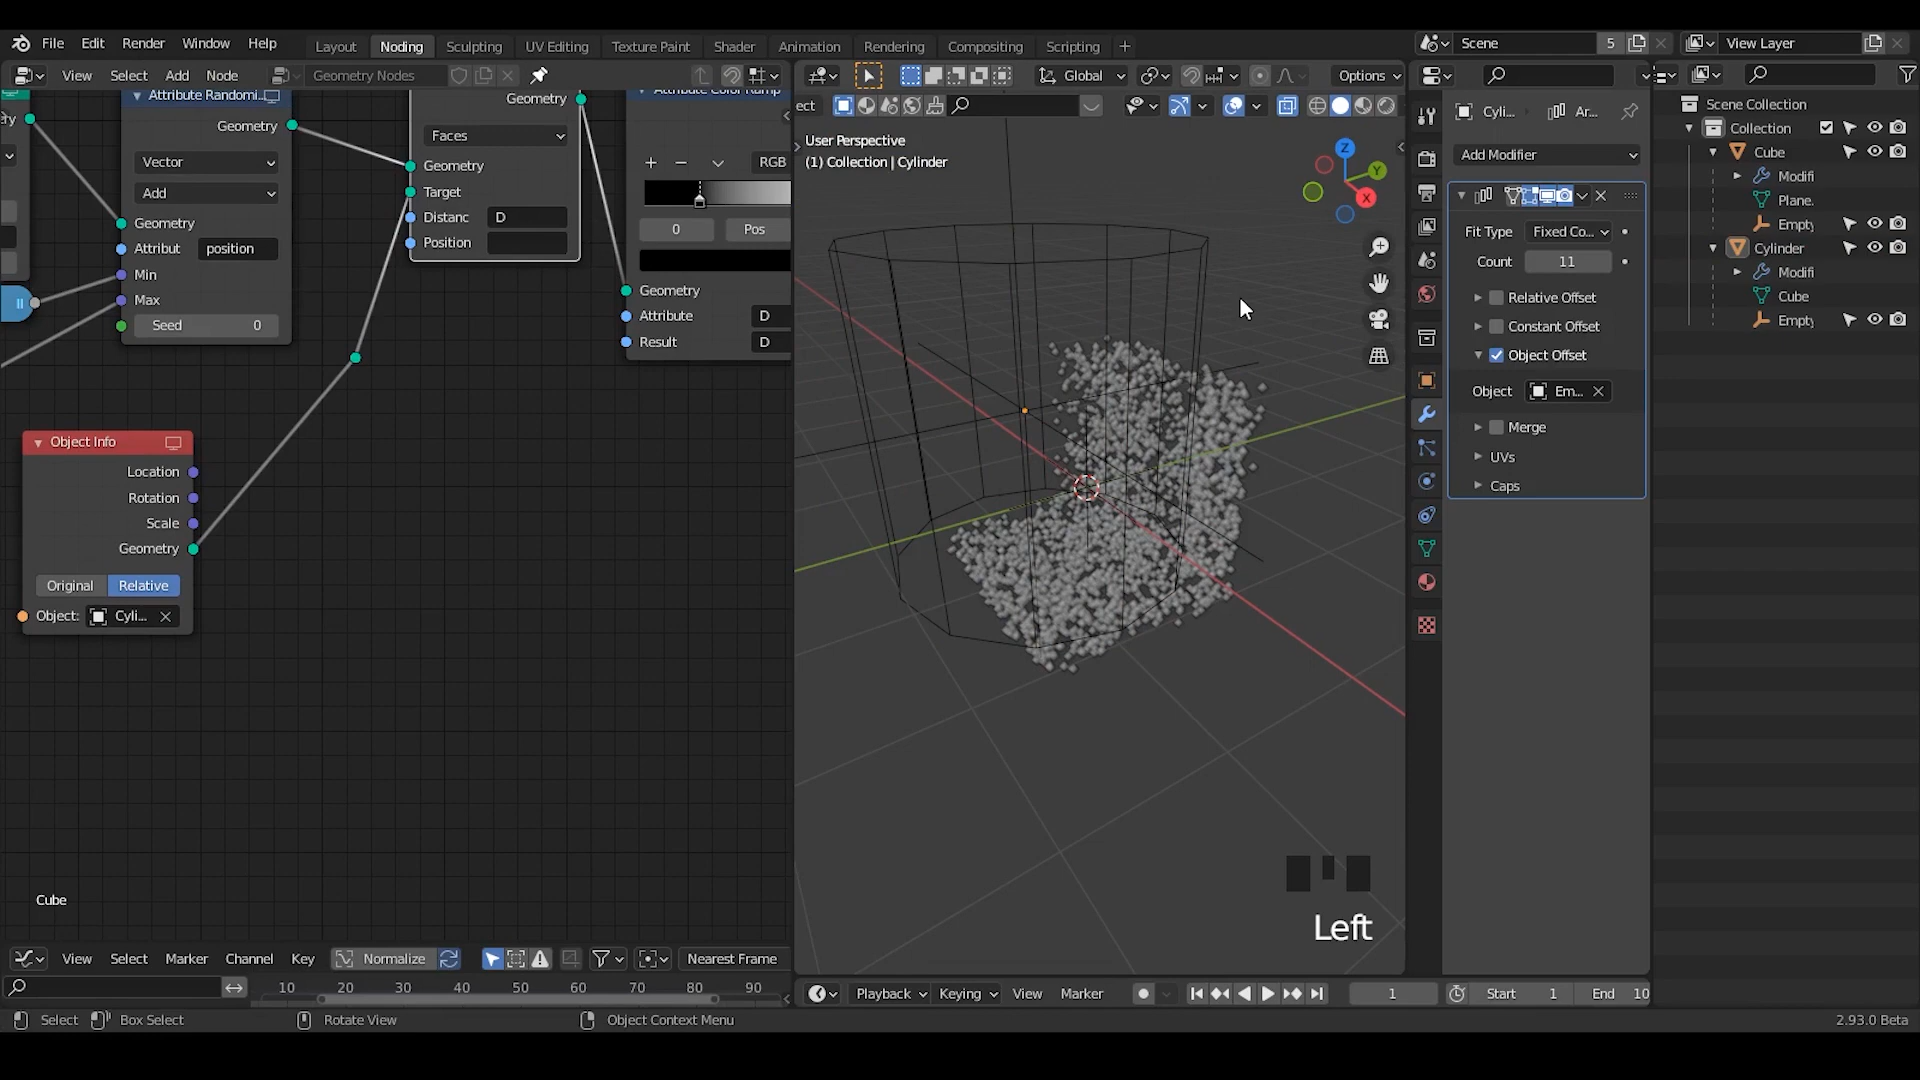 File Edit Render Window Help Layout Noding Sculpting UV Editing Texture Paint Shader Animation Rendering Compositing Scripting + Scene 5 View Layer
View Select Add Node Geometry Nodes Global Options
Attribute Randomi...
Geometry
Vector
Add
Geometry
Attribut position
Min
Max
Seed 0
Geometry
Faces
Geometry
Target
Distanc D
Position
RGB
0 Pos
Geometry
Attribute D
Result D
Object Info
Location
Rotation
Scale
Geometry
Original Relative
Object: Cyli...
Cube
ect
User Perspective
(1) Collection | Cylinder
Z
Y
X
Left
Cyli... Ar...
Add Modifier
Fit Type Fixed Co...
Count 11
Relative Offset
Constant Offset
Object Offset
Object Em...
Merge
UVs
Caps
Scene Collection
Collection
Cube
Modifi
Plane.
Empty
Cylinder
Modifi
Cube
Empty
View Select Marker Channel Key Normalize Nearest Frame
10 20 30 40 50 60 70 80 90
Playback Keying View Marker 1 Start 1 End 10
Select Box Select Rotate View Object Context Menu 2.93.0 Beta